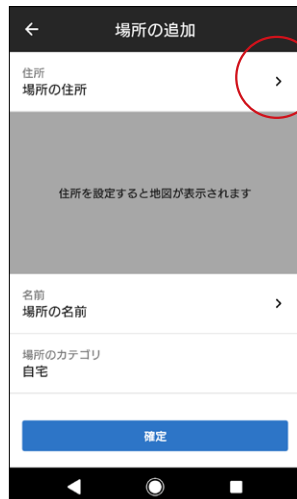 場所の追加
住所
場所の住所
住所を設定すると地図が表示されます
名前
場所の名前
場所のカテゴリ
自宅
確定